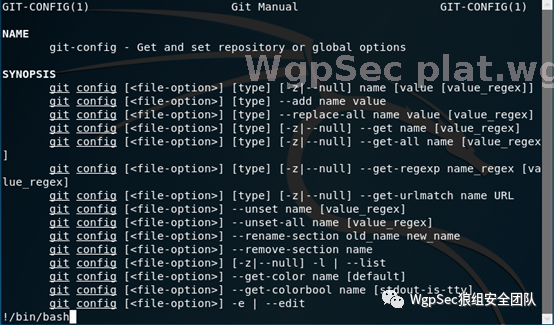 GIT-CONFIG(1) Git Manual GIT-CONFIG(1)
NAME
git-config - Get and set repository or global options
WgpSec plat.wg
SYNOPSIS
git config [<file-option>] [type] [-z|--null] name [value [value_regex]]
git config [<file-option>] [type] --add name value
git config [<file-option>] [type] --replace-all name value [value_regex]
git config [<file-option>] [type] [-z|--null] --get name [value_regex]
git config [<file-option>] [type] [-z|--null] --get-all name [value_regex
]
git config [<file-option>] [type] [-z|--null] --get-regexp name_regex [va
lue_regex]
git config [<file-option>] [type] [-z|--null] --get-urlmatch name URL
git config [<file-option>] --unset name [value_regex]
git config [<file-option>] --unset-all name [value_regex]
git config [<file-option>] --rename-section old_name new_name
git config [<file-option>] --remove-section name
git config [<file-option>] [-z|--null] -l | --list
git config [<file-option>] --get-color name [default]
git config [<file-option>] --get-colorbool name [stdout-is-tty]
git config [<file-option>] -e | --edit
WgpSec狼组安全团队
!/bin/bash